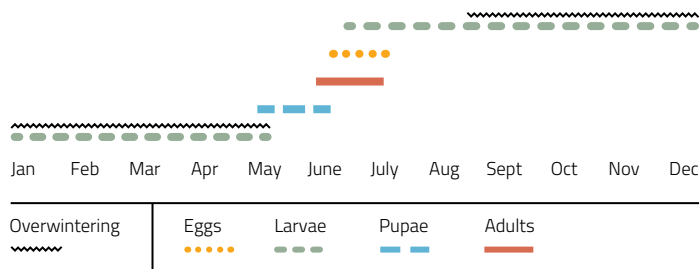 Jan Feb Mar Apr May June July Aug Sept Oct Nov Dec
Overwintering Eggs Larvae Pupae Adults